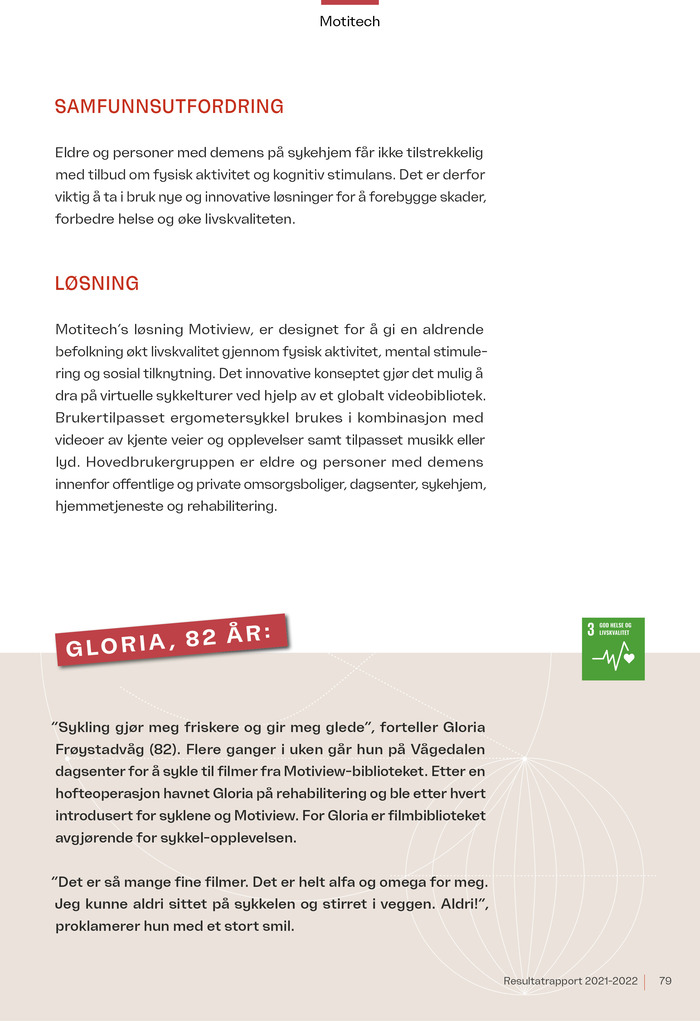 Motitech
SAMFUNNSUTFORDRING
Eldre og personer med demens på sykehjem får ikke tilstrekkelig
med tilbud om fysisk aktivitet og kognitiv stimulans. Det er derfor
viktig å ta i bruk nye og innovative løsninger for å forebygge skader,
forbedre helse og øke livskvaliteten.
LØSNING
Motitech’s løsning Motiview, er designet for å gi en aldrende
befolkning økt livskvalitet gjennom fysisk aktivitet, mental stimule-
ring og sosial tilknytning. Det innovative konseptet gjør det mulig å
dra på virtuelle sykkelturer ved hjelp av et globalt videobibliotek.
Brukertilpasset ergometersykkel brukes i kombinasjon med
videoer av kjente veier og opplevelser samt tilpasset musikk eller
lyd. Hovedbrukergruppen er eldre og personer med demens
innenfor offentlige og private omsorgsboliger, dagsenter, sykehjem,
hjemmetjeneste og rehabilitering.
GLORIA, 82 ÅR:
3 GOD HELSE OG
LIVSKVALITET
”Sykling gjør meg friskere og gir meg glede”, forteller Gloria
Frøystadvåg (82). Flere ganger i uken går hun på Vågedalen
dagsenter for å sykle til filmer fra Motiview-biblioteket. Etter en
hofteoperasjon havnet Gloria på rehabilitering og ble etter hvert
introdusert for syklene og Motiview. For Gloria er filmbiblioteket
avgjørende for sykkel-opplevelsen.
”Det er så mange fine filmer. Det er helt alfa og omega for meg.
Jeg kunne aldri sittet på sykkelen og stirret i veggen. Aldri!”,
proklamerer hun med et stort smil.
Resultatrapport 2021-2022 79